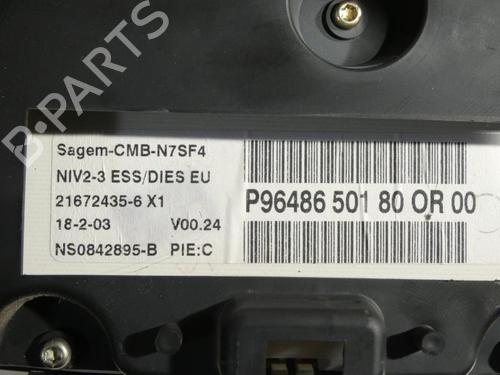 B-PARTS
Sagem-CMB-N7SF4
NIV2-3 ESS/DIES EU
21672435-6 X1
18-2-03 V00.24
NS0842895-B PIE:C
P96486 501 80 OR 00
B-PARTS